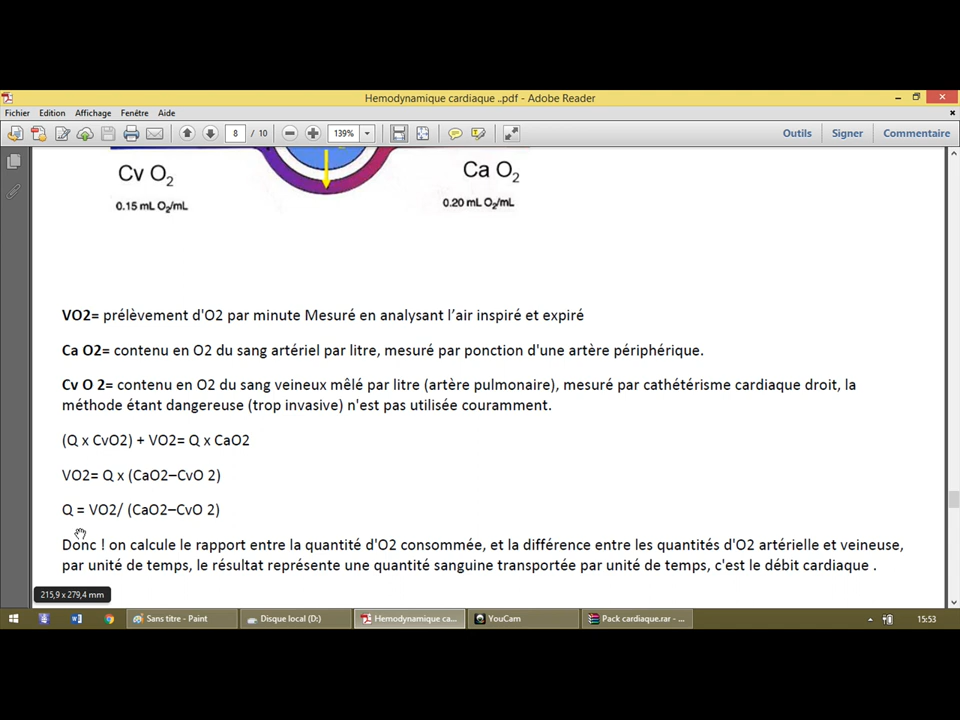 Hemodynamique cardiaque ..pdf - Adobe Reader
Fichier Edition Affichage Fenêtre Aide
8 / 10 139% Outils Signer Commentaire
Cv O2 Ca O2
0.15 mL O2/mL 0.20 mL O2/mL
VO2= prélèvement d'O2 par minute Mesuré en analysant l’air inspiré et expiré
Ca O2= contenu en O2 du sang artériel par litre, mesuré par ponction d'une artère périphérique.
Cv O 2= contenu en O2 du sang veineux mêlé par litre (artère pulmonaire), mesuré par cathétérisme cardiaque droit, la
méthode étant dangereuse (trop invasive) n'est pas utilisée couramment.
(Q x CvO2) + VO2= Q x CaO2
VO2= Q x (CaO2–CvO 2)
Q = VO2/ (CaO2–CvO 2)
Donc ! on calcule le rapport entre la quantité d'O2 consommée, et la différence entre les quantités d'O2 artérielle et veineuse,
par unité de temps, le résultat représente une quantité sanguine transportée par unité de temps, c'est le débit cardiaque .
215,9 x 279,4 mm
Sans titre - Paint Disque local (D:) Hemodynamique ca... YouCam Pack cardiaque.rar - ... 15:53